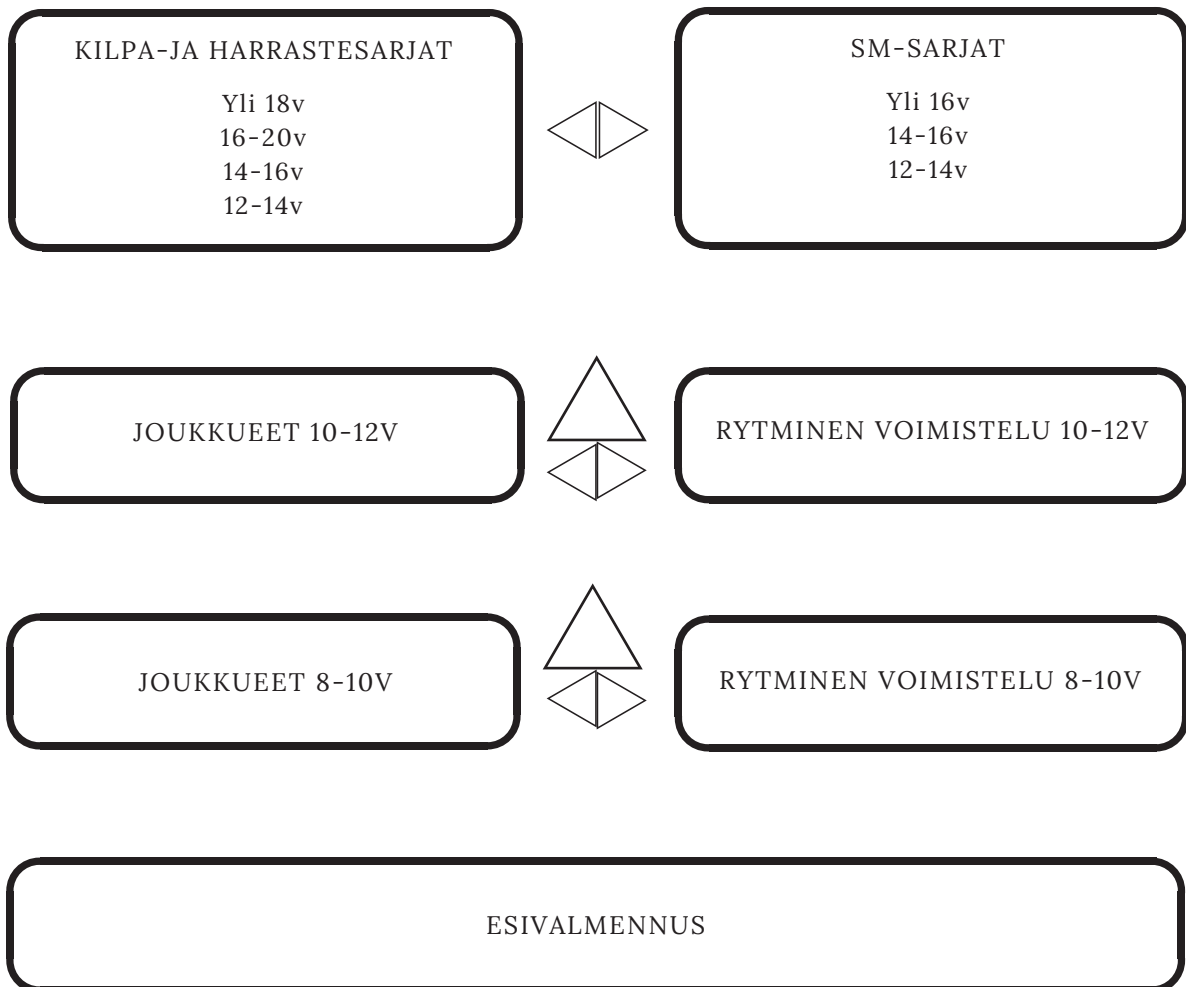 KILPA-JA HARRASTESARJAT
Yli 18v
16-20v
14-16v
12-14v
SM-SARJAT
Yli 16v
14-16v
12-14v
JOUKKUEET 10-12V
RYTMINEN VOIMISTELU 10-12V
JOUKKUEET 8-10V
RYTMINEN VOIMISTELU 8-10V
ESIVALMENNUS